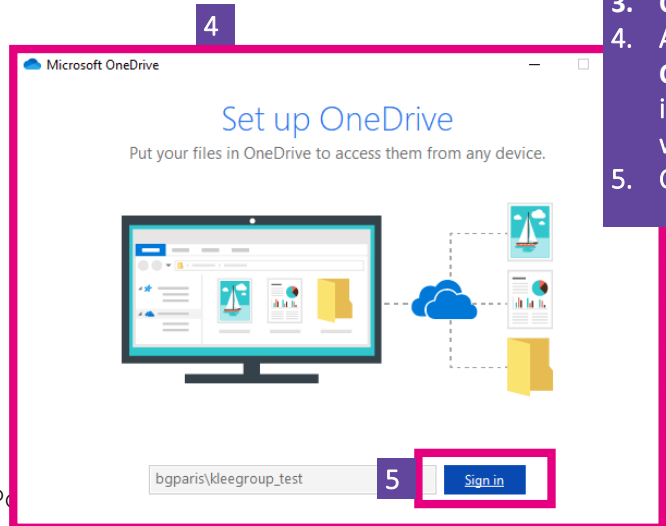 4
3.
4. A
5.
Microsoft OneDrive
Set up OneDrive
Put your files in OneDrive to access them from any device.
bgparis\kleegroup_test
5
Sign in